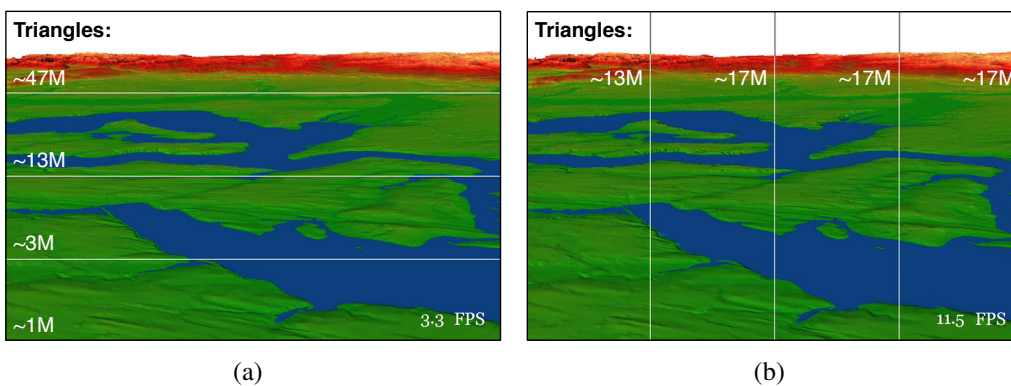 Triangles:
~47M
~13M
~3M
~1M
3.3 FPS
(a)
Triangles:
~13M ~17M ~17M ~17M
11.5 FPS
(b)